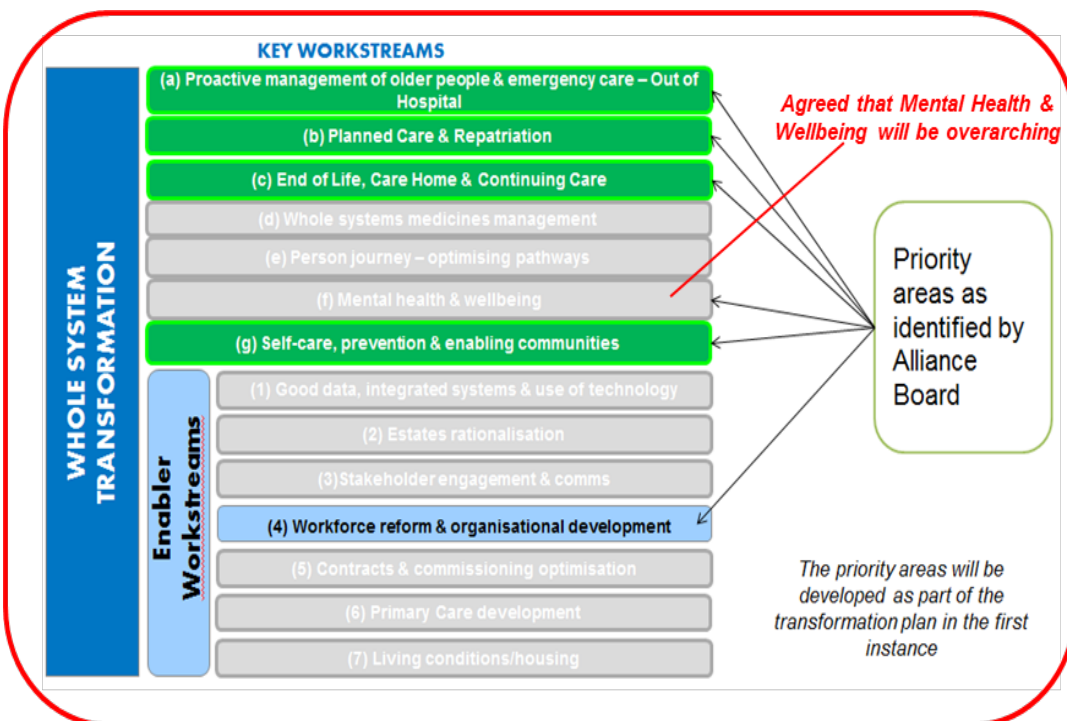 KEY WORKSTREAMS
WHOLE SYSTEM
TRANSFORMATION
(a) Proactive management of older people & emergency care – Out of
Hospital
(b) Planned Care & Repatriation
(c) End of Life, Care Home & Continuing Care
(d) Whole systems medicines management
(e) Person journey – optimising pathways
(f) Mental health & wellbeing
(g) Self-care, prevention & enabling communities
Enabler
Workstreams
(1) Good data, integrated systems & use of technology
(2) Estates rationalisation
(3)Stakeholder engagement & comms
(4) Workforce reform & organisational development
(5) Contracts & commissioning optimisation
(6) Primary Care development
(7) Living conditions/housing
Agreed that Mental Health &
Wellbeing will be overarching
Priority
areas as
identified by
Alliance
Board
The priority areas will be
developed as part of the
transformation plan in the first
instance